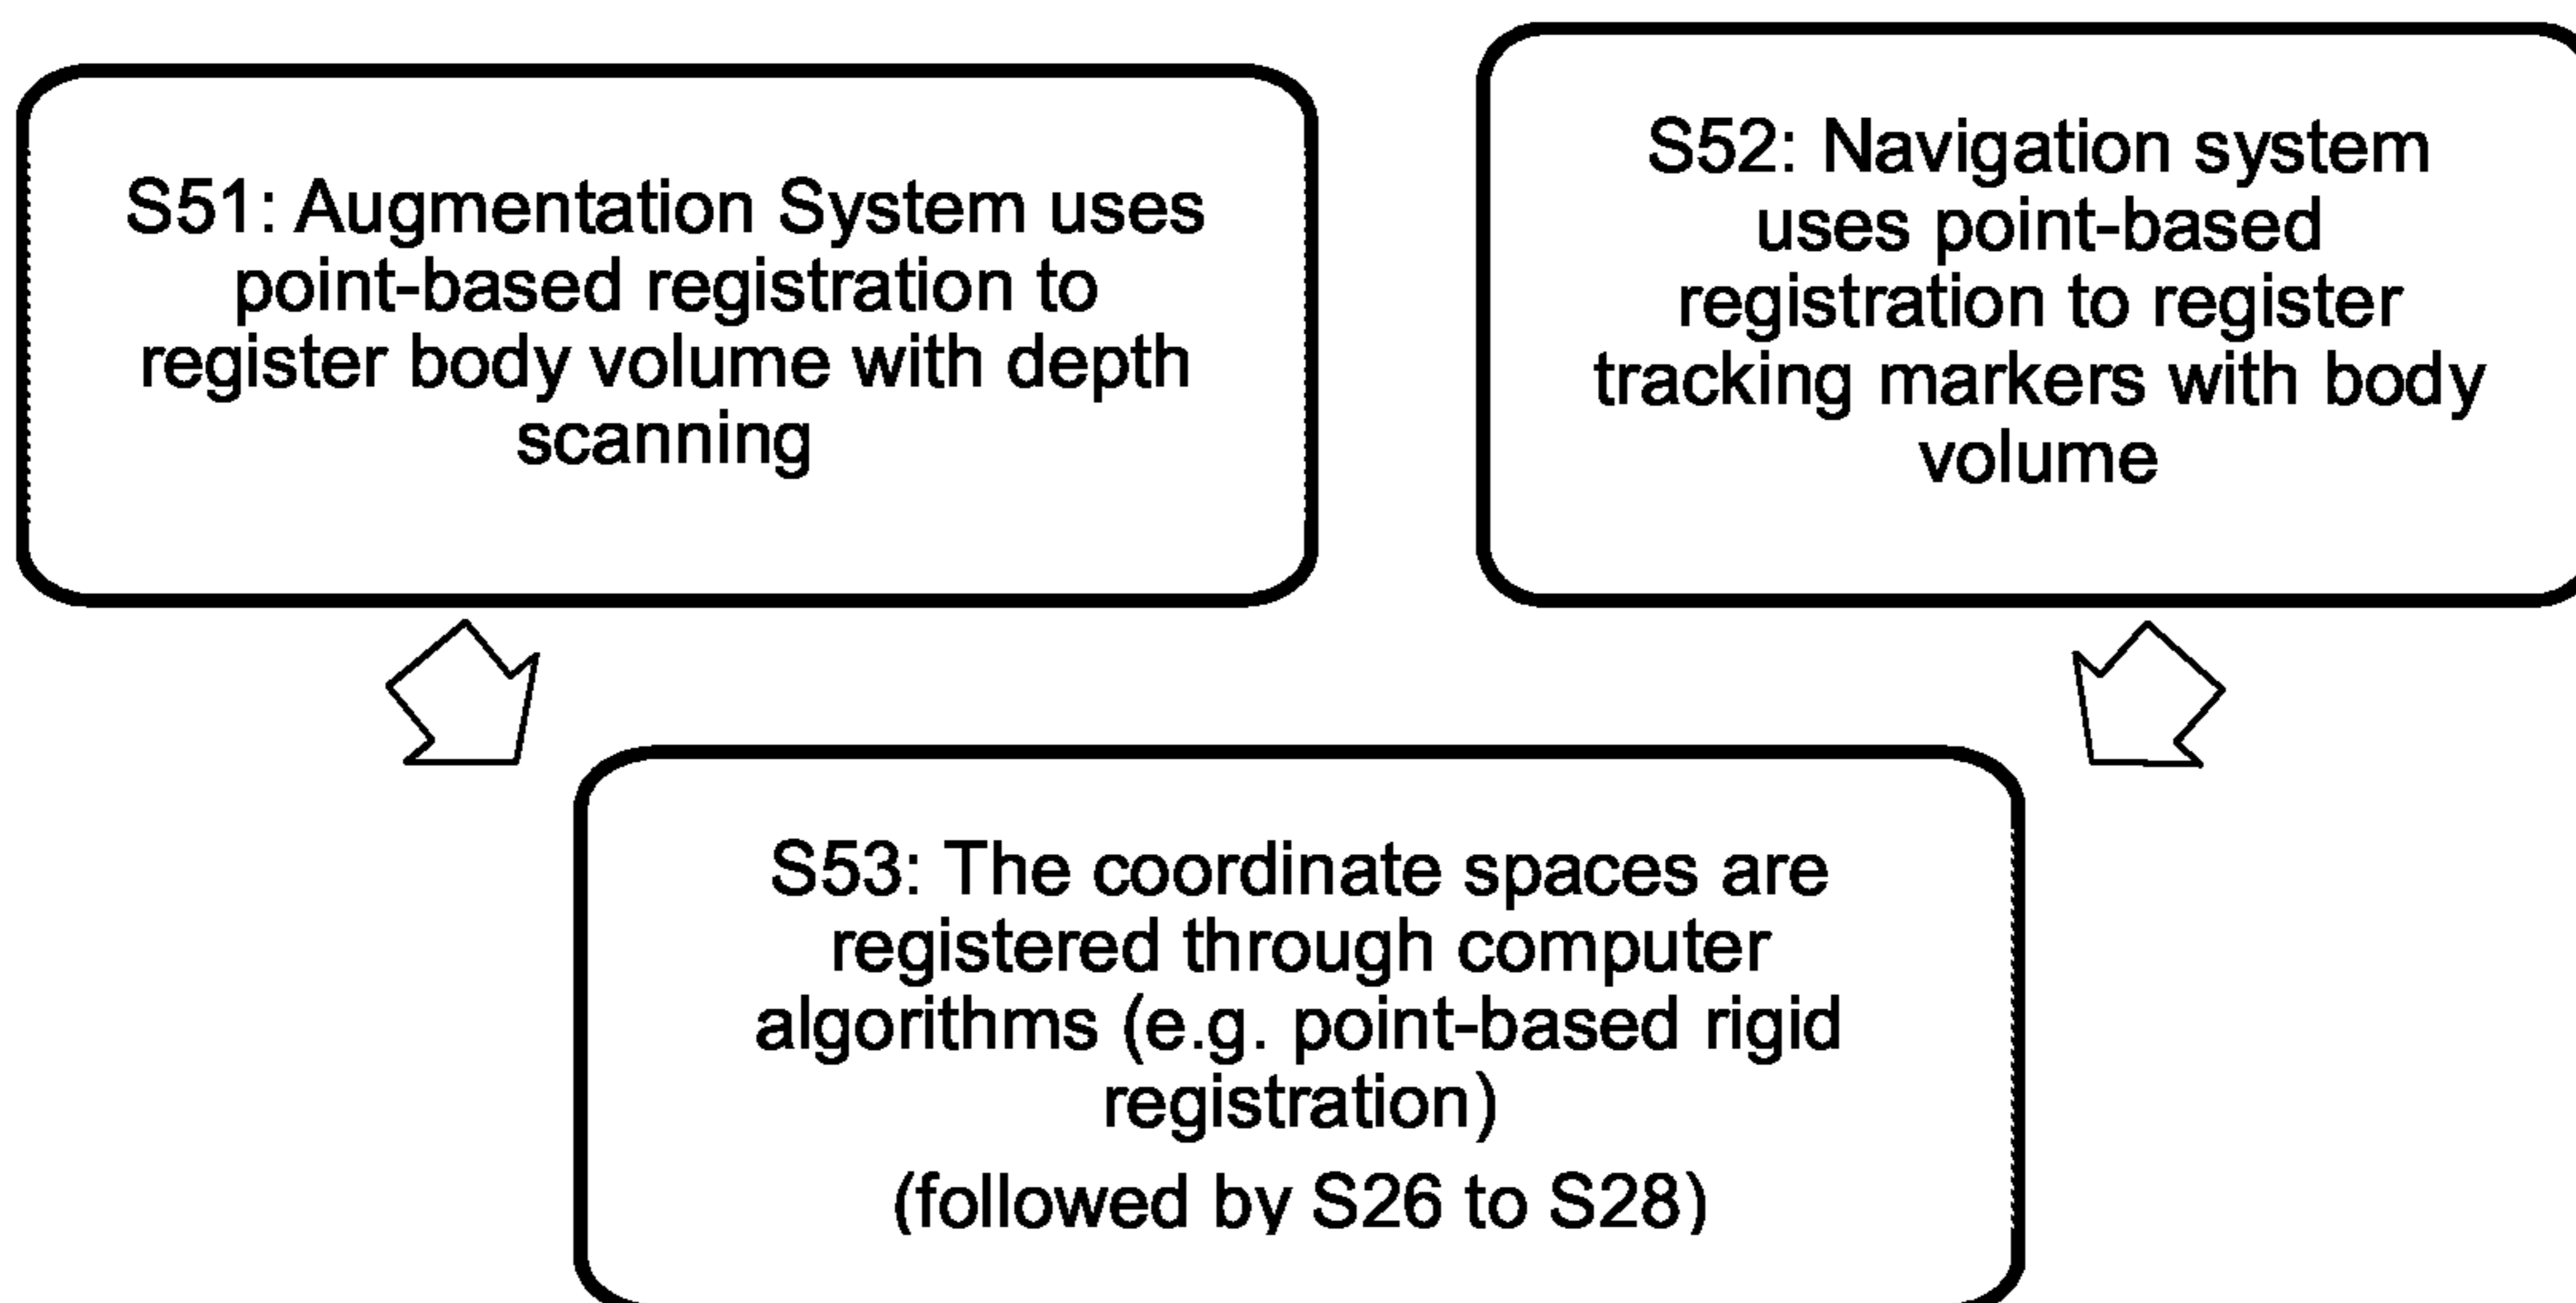 S51: Augmentation System uses
point-based registration to
register body volume with depth
scanning
S52: Navigation system
uses point-based
registration to register
tracking markers with body
volume
S53: The coordinate spaces are
registered through computer
algorithms (e.g. point-based rigid
registration)
(followed by S26 to S28)